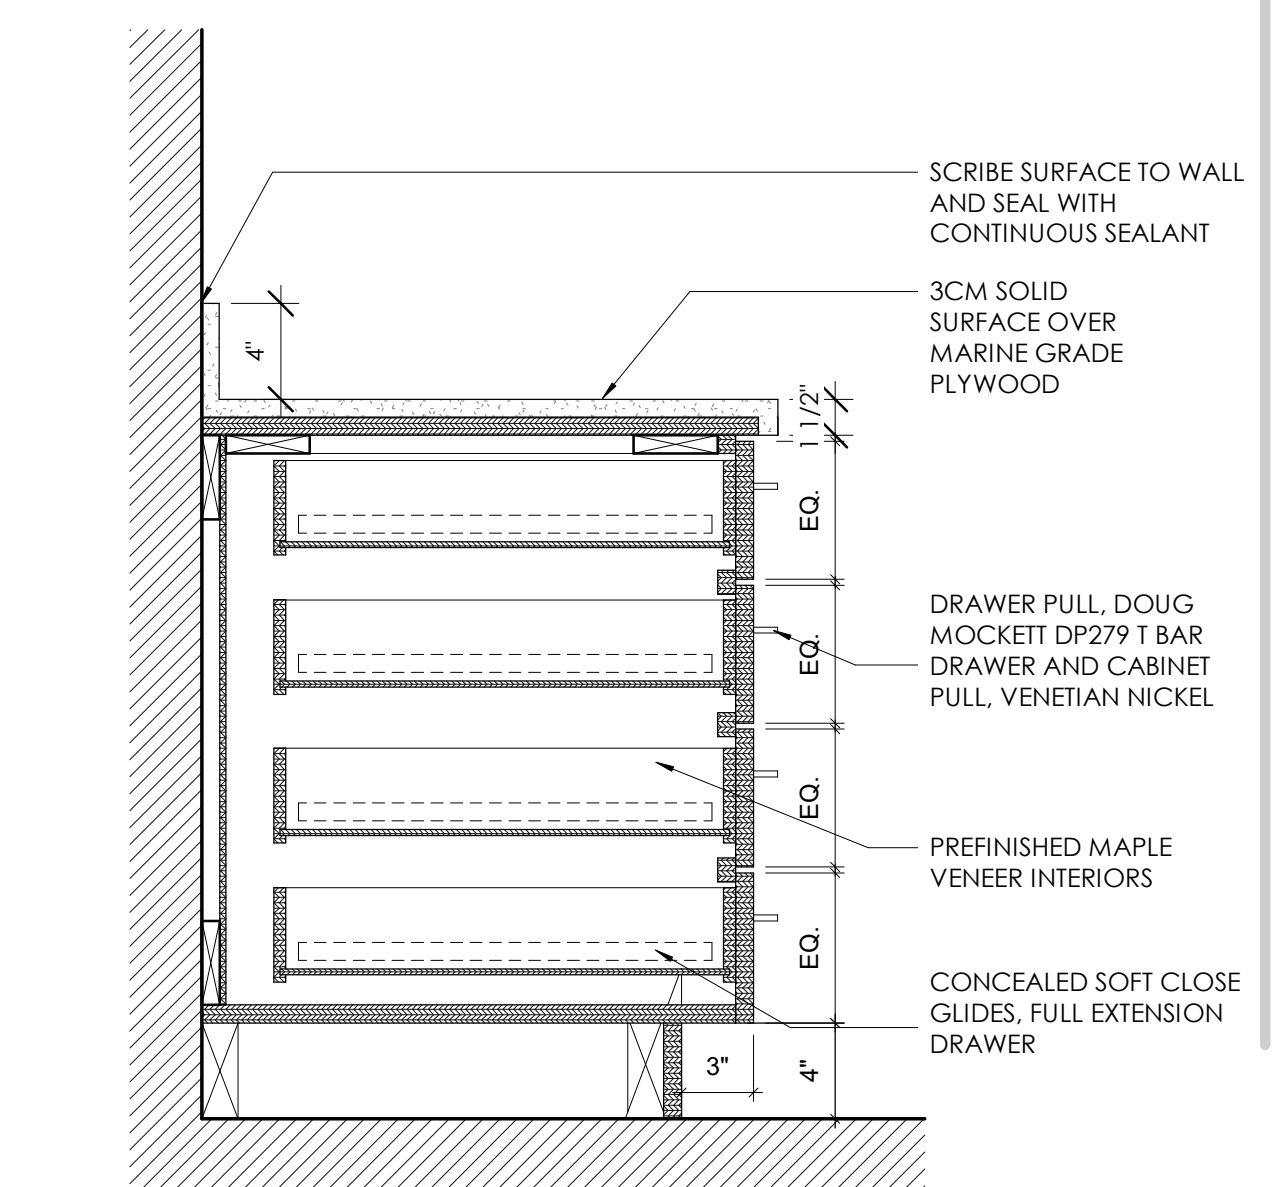 SCRIBE SURFACE TO WALL
AND SEAL WITH
CONTINUOUS SEALANT
3CM SOLID
SURFACE OVER
MARINE GRADE
PLYWOOD
4"
1 1/2"
EQ.
DRAWER PULL, DOUG
MOCKETT DP279 T BAR
DRAWER AND CABINET
PULL, VENETIAN NICKEL
EQ.
EQ.
PREFINISHED MAPLE
VENEER INTERIORS
EQ.
CONCEALED SOFT CLOSE
GLIDES, FULL EXTENSION
DRAWER
3"
4"